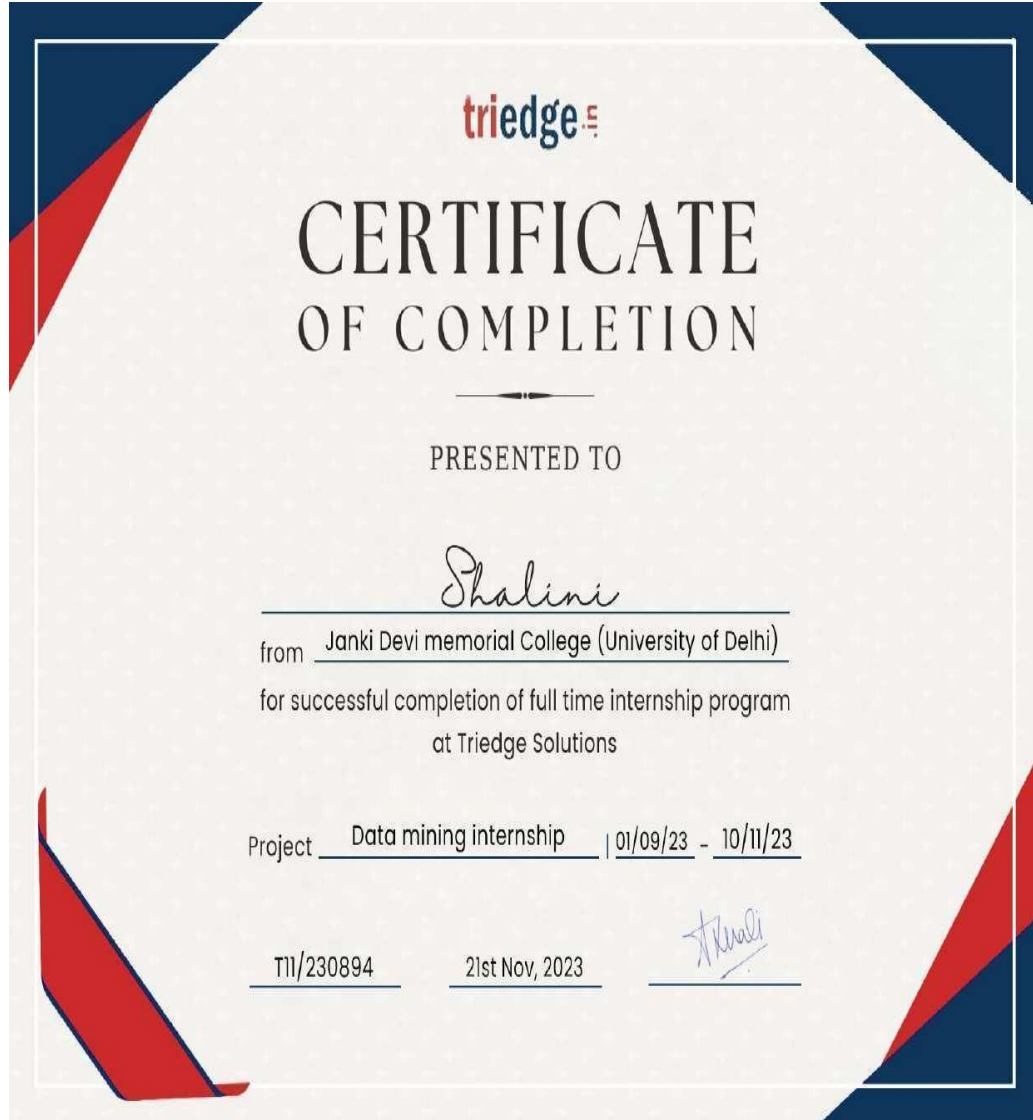 triedge.in
CERTIFICATE
OF COMPLETION
PRESENTED TO
Shalini
from Janki Devi memorial College (University of Delhi)
for successful completion of full time internship program
at Triedge Solutions
Project Data mining internship | 01/09/23 - 10/11/23
T11/230894 21st Nov, 2023